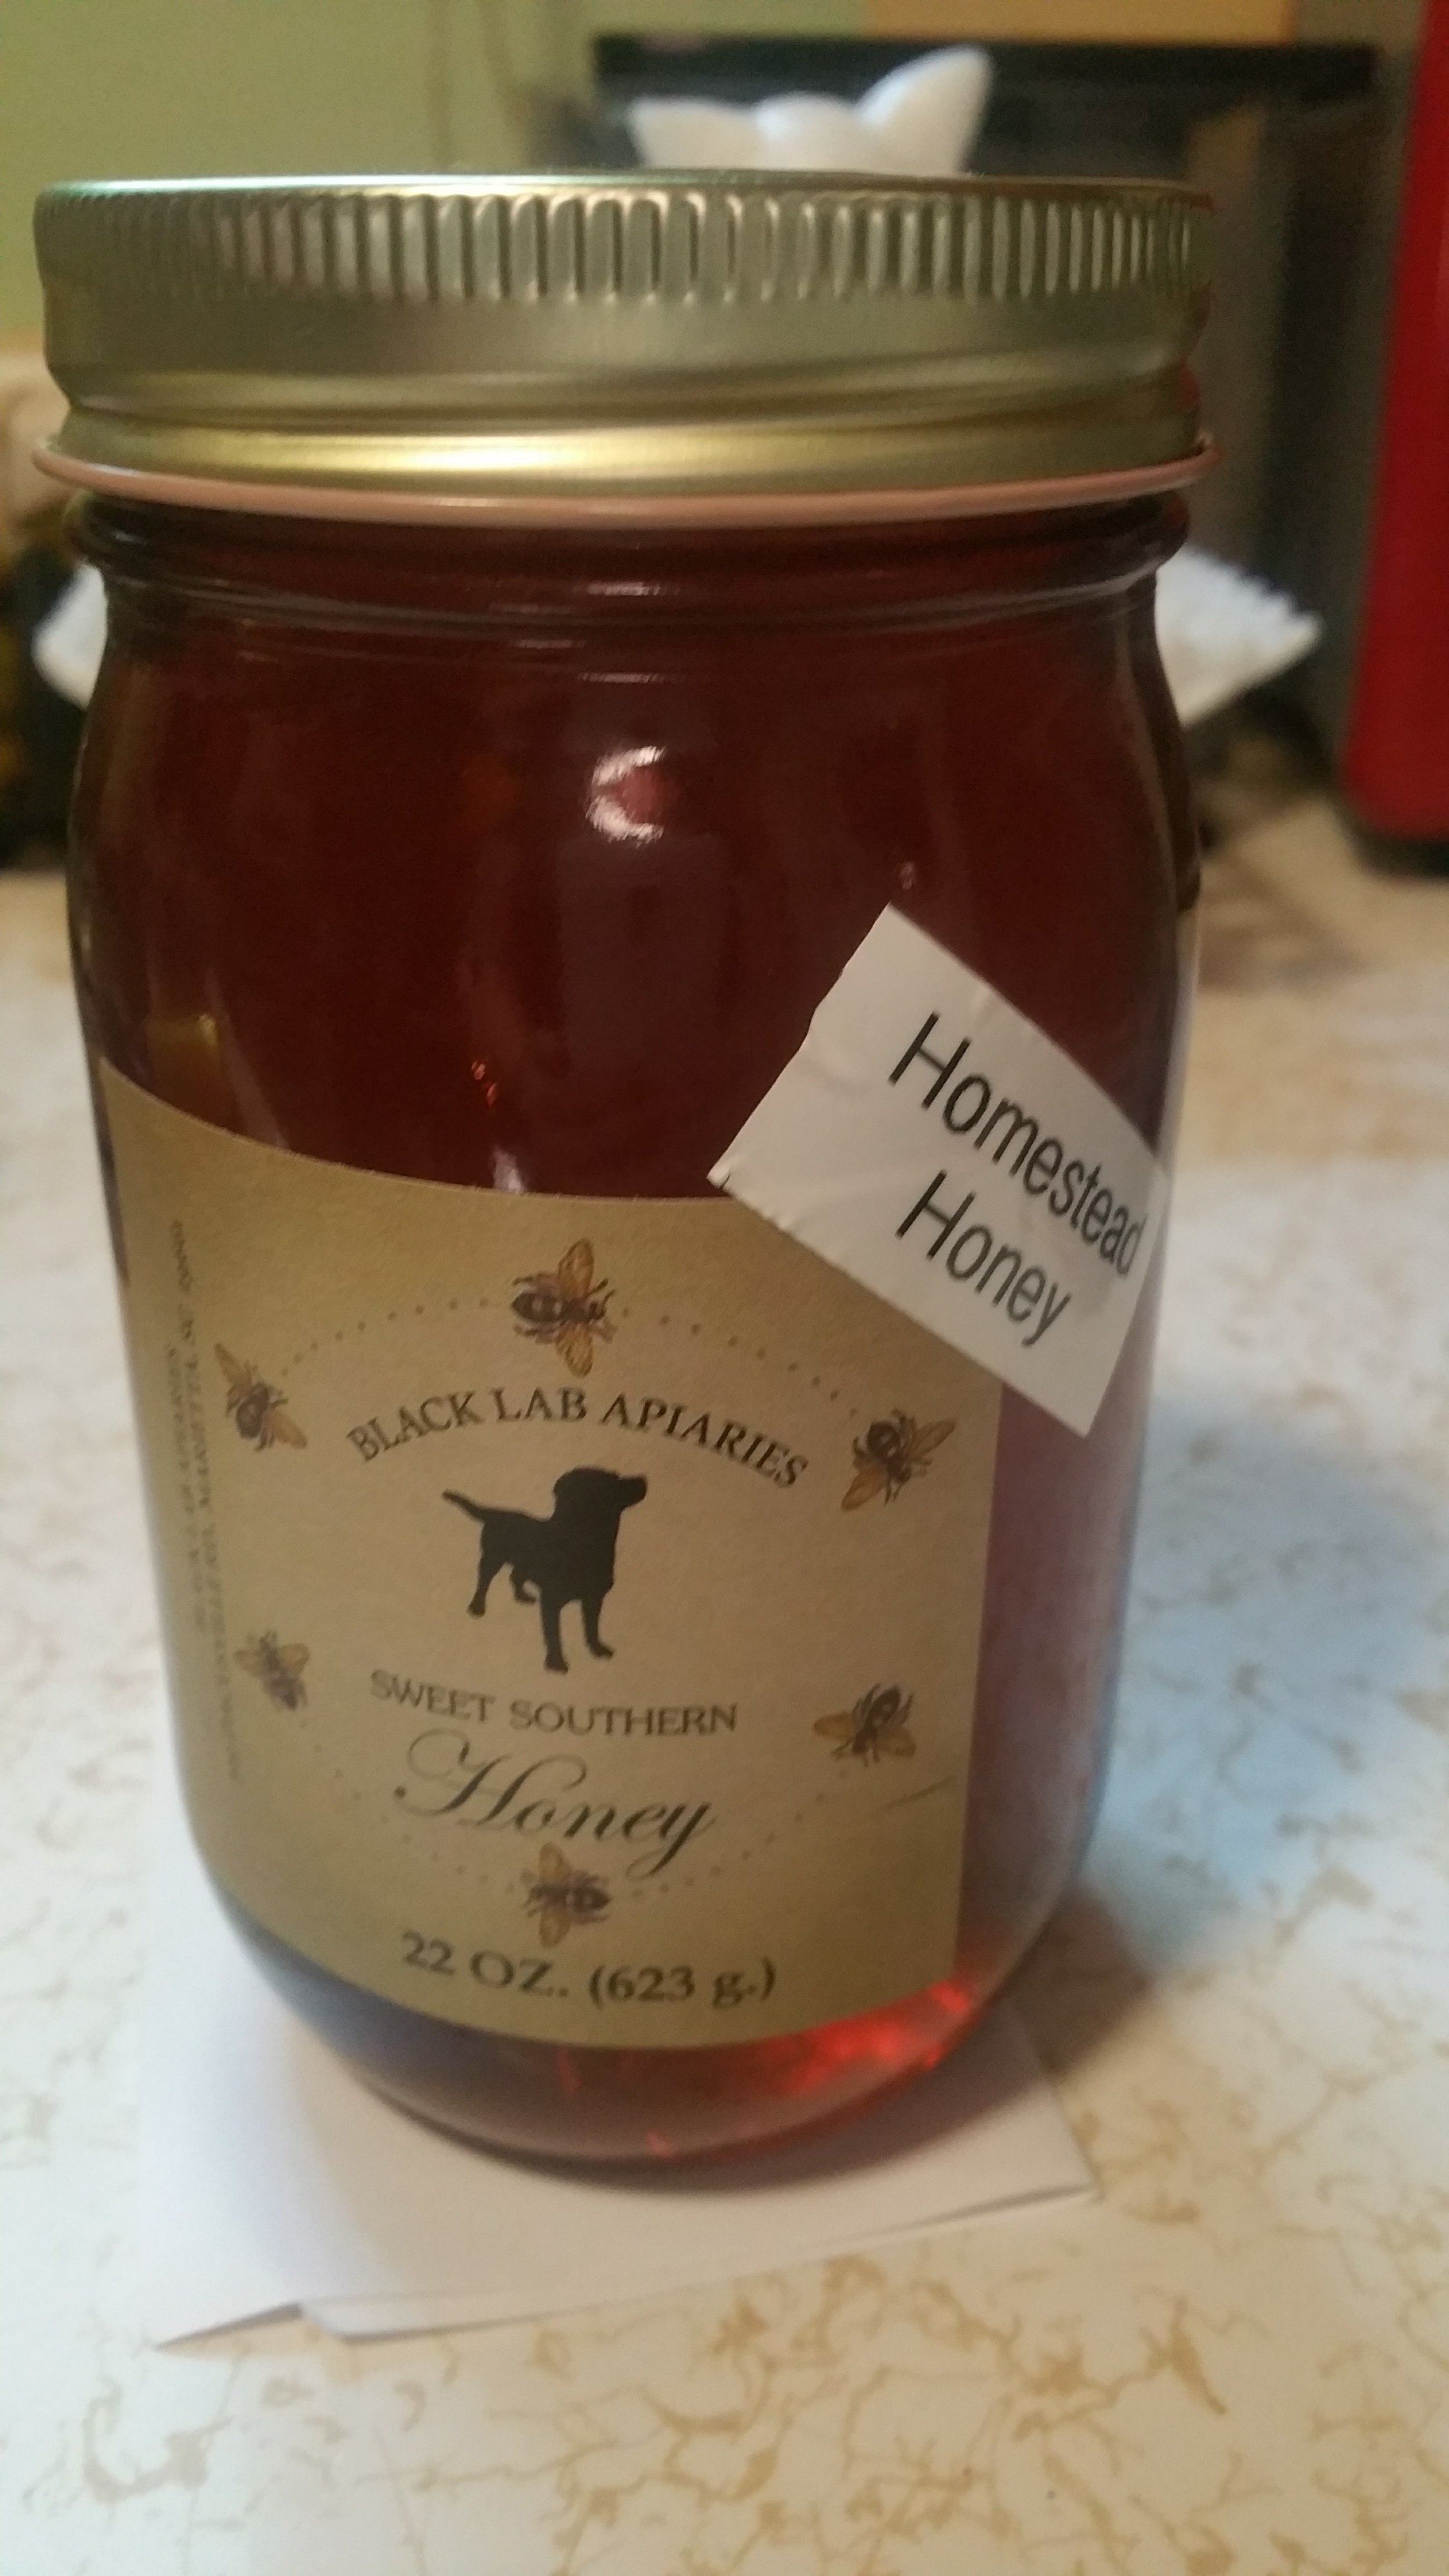 Homestead
Honey
BLACK LAB APIARIES
SWEET SOUTHERN
Honey
22 OZ. (623 g.)